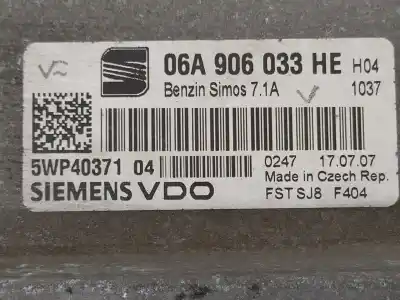 06A 906 033 HE H04
Benzin Simos 7.1A 1037
5WP40371 04 0247 17.07.07
Made in Czech Rep.
SIEMENS VDO FST SJ8 F404